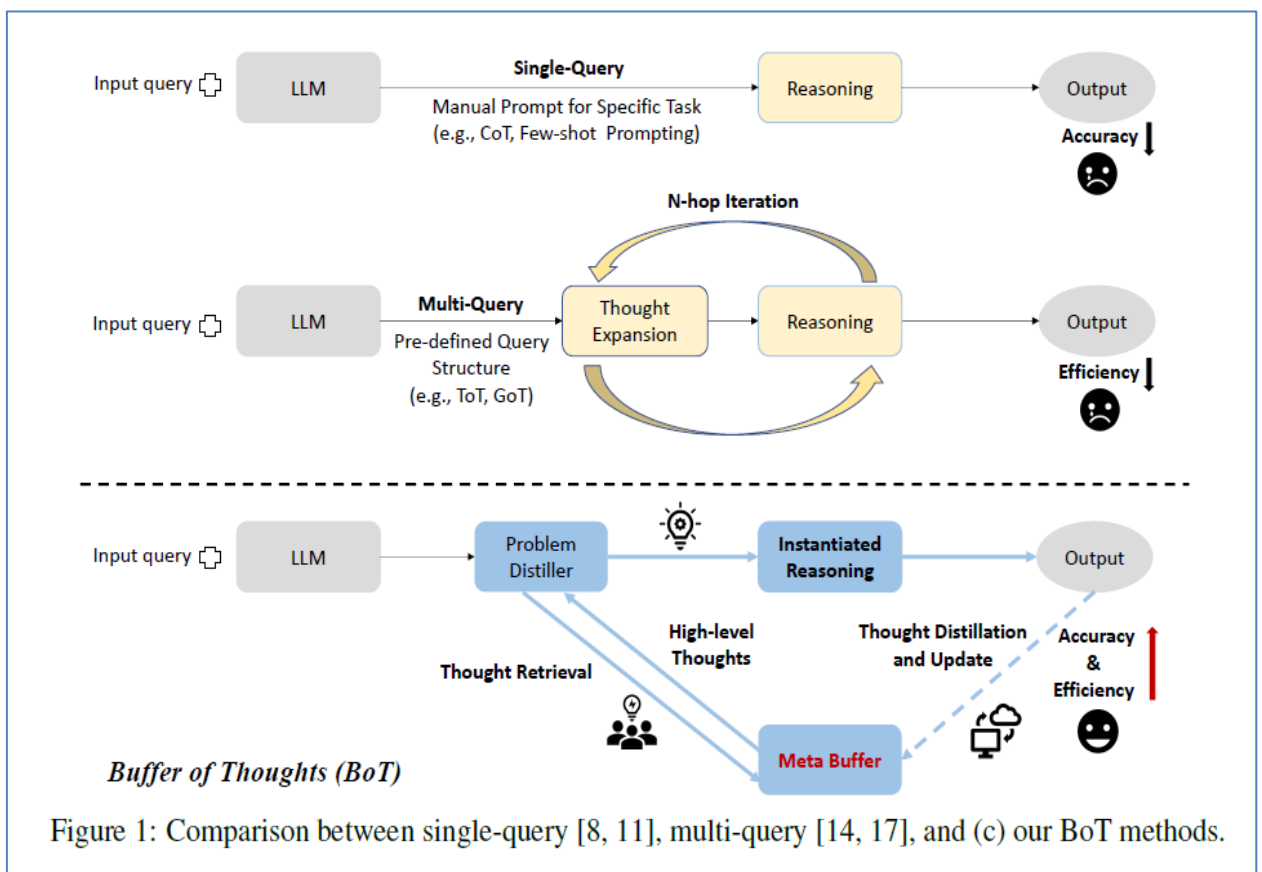 Input query
LLM
Single-Query
Manual Prompt for Specific Task
(e.g., CoT, Few-shot Prompting)
Reasoning
Output
Accuracy
N-hop Iteration
Input query
LLM
Multi-Query
Pre-defined Query
Structure
(e.g., ToT, GoT)
Thought
Expansion
Reasoning
Output
Efficiency
Input query
LLM
Problem
Distiller
Instantiated
Reasoning
Output
Thought Retrieval
High-level
Thoughts
Thought Distillation
and Update
Accuracy
&
Efficiency
Meta Buffer
Buffer of Thoughts (BoT)
Figure 1: Comparison between single-query [8, 11], multi-query [14, 17], and (c) our BoT methods.